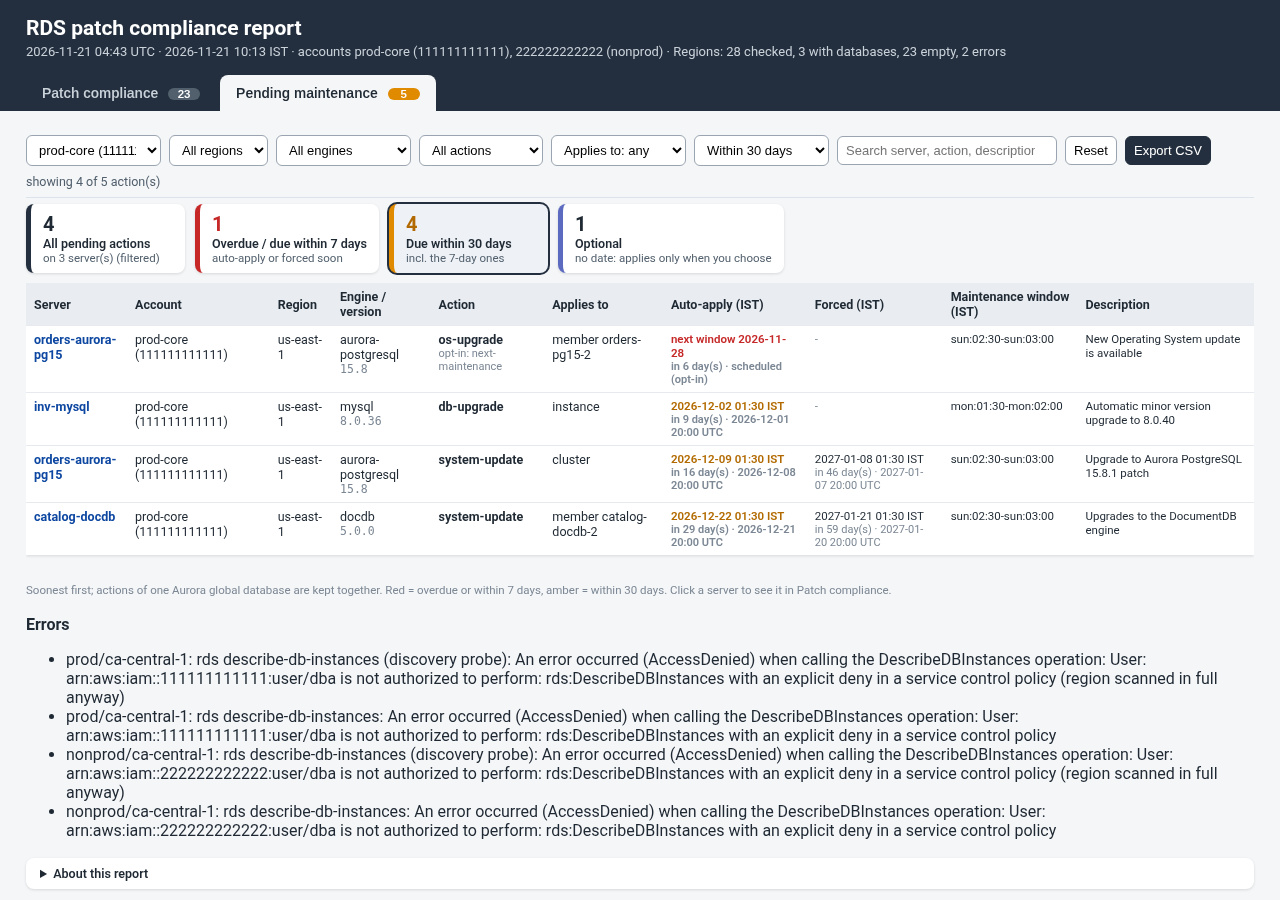 RDS patch compliance report
2026-11-21 04:43 UTC · 2026-11-21 10:13 IST · accounts prod-core (111111111111), 222222222222 (nonprod) · Regions: 28 checked, 3 with databases, 23 empty, 2 errors
Patch compliance 23 Pending maintenance 5
prod-core (11111: All regions All engines All actions Applies to: any Within 30 days Search server, action, descriptior Reset Export CSV
showing 4 of 5 action(s)
4
All pending actions
on 3 server(s) (filtered)
1
Overdue / due within 7 days
auto-apply or forced soon
4
Due within 30 days
incl. the 7-day ones
1
Optional
no date: applies only when you choose
Server Account Region Engine / version Action Applies to Auto-apply (IST) Forced (IST) Maintenance window (IST) Description
orders-aurora-
pg15
prod-core
(111111111111)
us-east-
1
aurora-
postgresql
15.8
os-upgrade
opt-in: next-
maintenance
member orders-
pg15-2
next window 2026-11-
28
in 6 day(s) · scheduled
(opt-in)
-
sun:02:30-sun:03:00
New Operating System update
is available
inv-mysql
prod-core
(111111111111)
us-east-
1
mysql
8.0.36
db-upgrade
instance
2026-12-02 01:30 IST
in 9 day(s) · 2026-12-01
20:00 UTC
-
mon:01:30-mon:02:00
Automatic minor version
upgrade to 8.0.40
orders-aurora-
pg15
prod-core
(111111111111)
us-east-
1
aurora-
postgresql
15.8
system-update
cluster
2026-12-09 01:30 IST
in 16 day(s) · 2026-12-08
20:00 UTC
2027-01-08 01:30 IST
in 46 day(s) · 2027-01-
07 20:00 UTC
sun:02:30-sun:03:00
Upgrade to Aurora PostgreSQL
15.8.1 patch
catalog-docdb
prod-core
(111111111111)
us-east-
1
docdb
5.0.0
system-update
member catalog-
docdb-2
2026-12-22 01:30 IST
in 29 day(s) · 2026-12-21
20:00 UTC
2027-01-21 01:30 IST
in 59 day(s) · 2027-01-
20 20:00 UTC
sun:02:30-sun:03:00
Upgrades to the DocumentDB
engine
Soonest first; actions of one Aurora global database are kept together. Red = overdue or within 7 days, amber = within 30 days. Click a server to see it in Patch compliance.
Errors
• prod/ca-central-1: rds describe-db-instances (discovery probe): An error occurred (AccessDenied) when calling the DescribeDBInstances operation: User:
arn:aws:iam::111111111111:user/dba is not authorized to perform: rds:DescribeDBInstances with an explicit deny in a service control policy (region scanned in full
anyway)
• prod/ca-central-1: rds describe-db-instances: An error occurred (AccessDenied) when calling the DescribeDBInstances operation: User:
arn:aws:iam::111111111111:user/dba is not authorized to perform: rds:DescribeDBInstances with an explicit deny in a service control policy
• nonprod/ca-central-1: rds describe-db-instances (discovery probe): An error occurred (AccessDenied) when calling the DescribeDBInstances operation: User:
arn:aws:iam::222222222222:user/dba is not authorized to perform: rds:DescribeDBInstances with an explicit deny in a service control policy (region scanned in full
anyway)
• nonprod/ca-central-1: rds describe-db-instances: An error occurred (AccessDenied) when calling the DescribeDBInstances operation: User:
arn:aws:iam::222222222222:user/dba is not authorized to perform: rds:DescribeDBInstances with an explicit deny in a service control policy
About this report